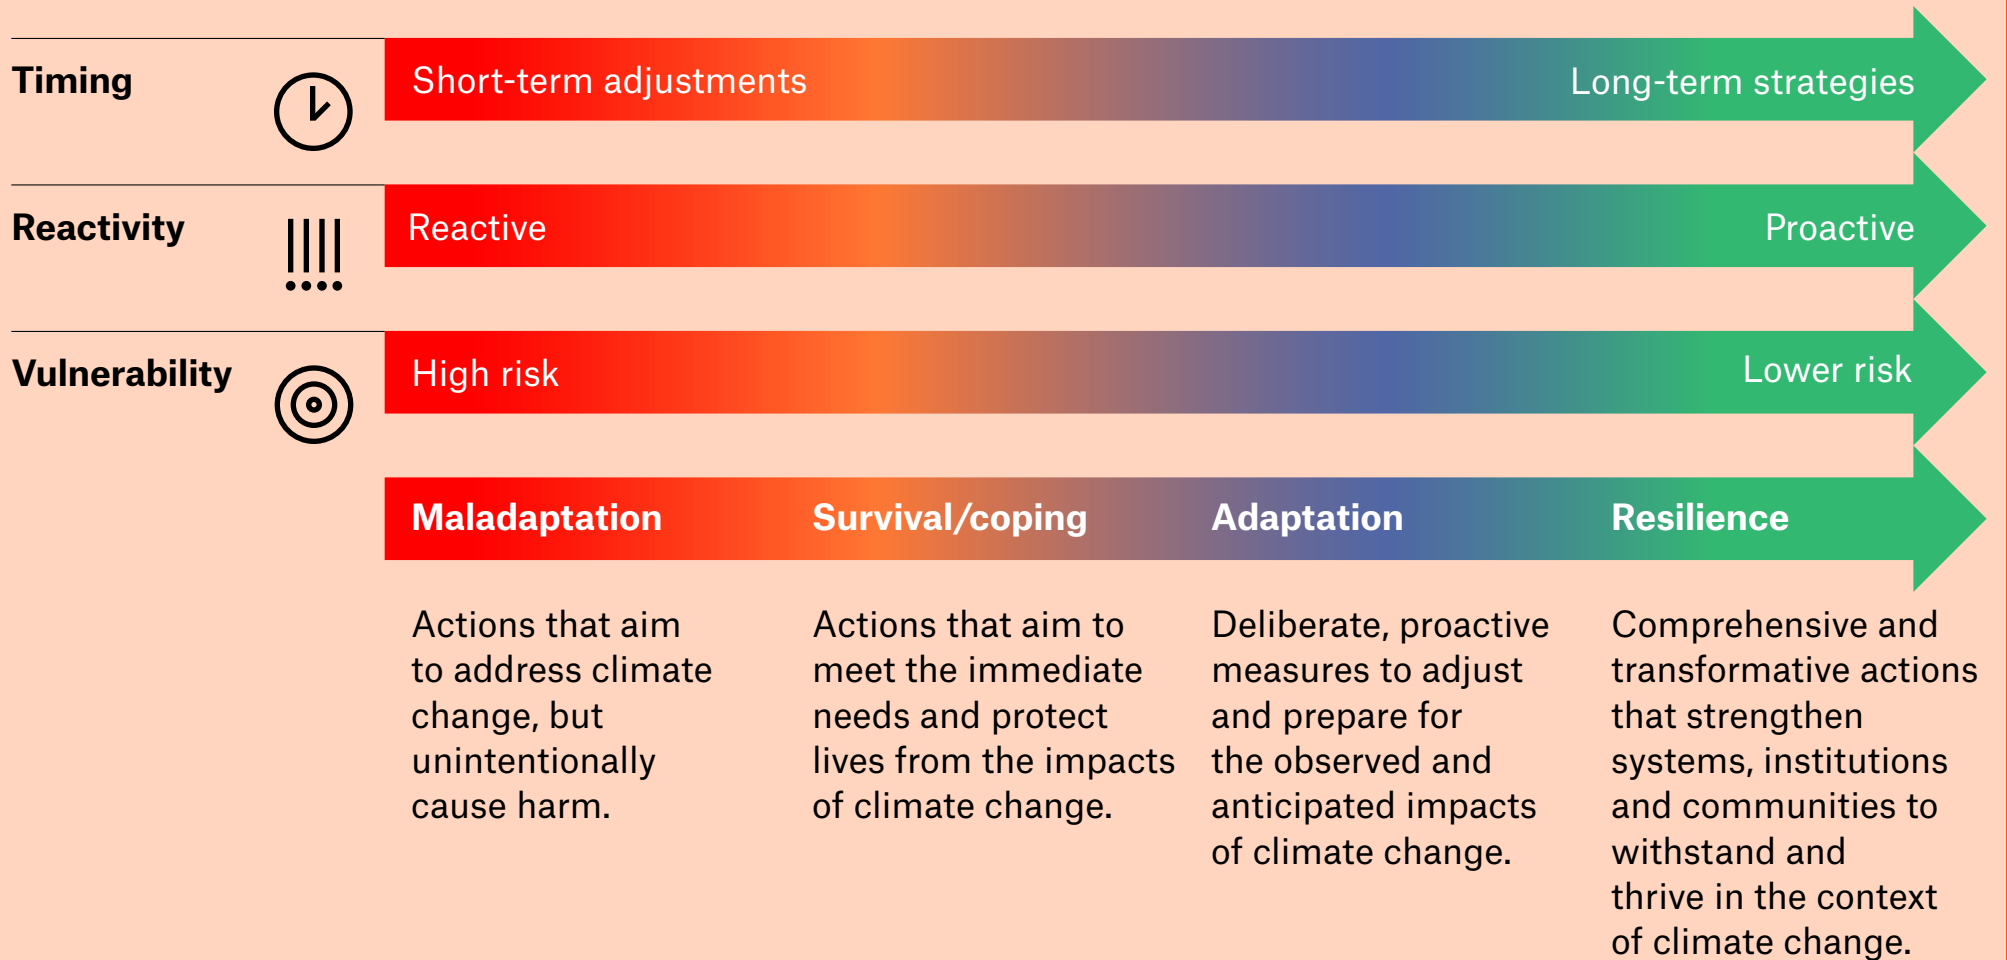 Timing
Short-term adjustments
Long-term strategies
Reactivity
Reactive
Proactive
Vulnerability
High risk
Lower risk
Maladaptation
Survival/coping
Adaptation
Resilience
Actions that aim
to address climate
change, but
unintentionally
cause harm.
Actions that aim to
meet the immediate
needs and protect
lives from the impacts
of climate change.
Deliberate, proactive
measures to adjust
and prepare for
the observed and
anticipated impacts
of climate change.
Comprehensive and
transformative actions
that strengthen
systems, institutions
and communities to
withstand and
thrive in the context
of climate change.